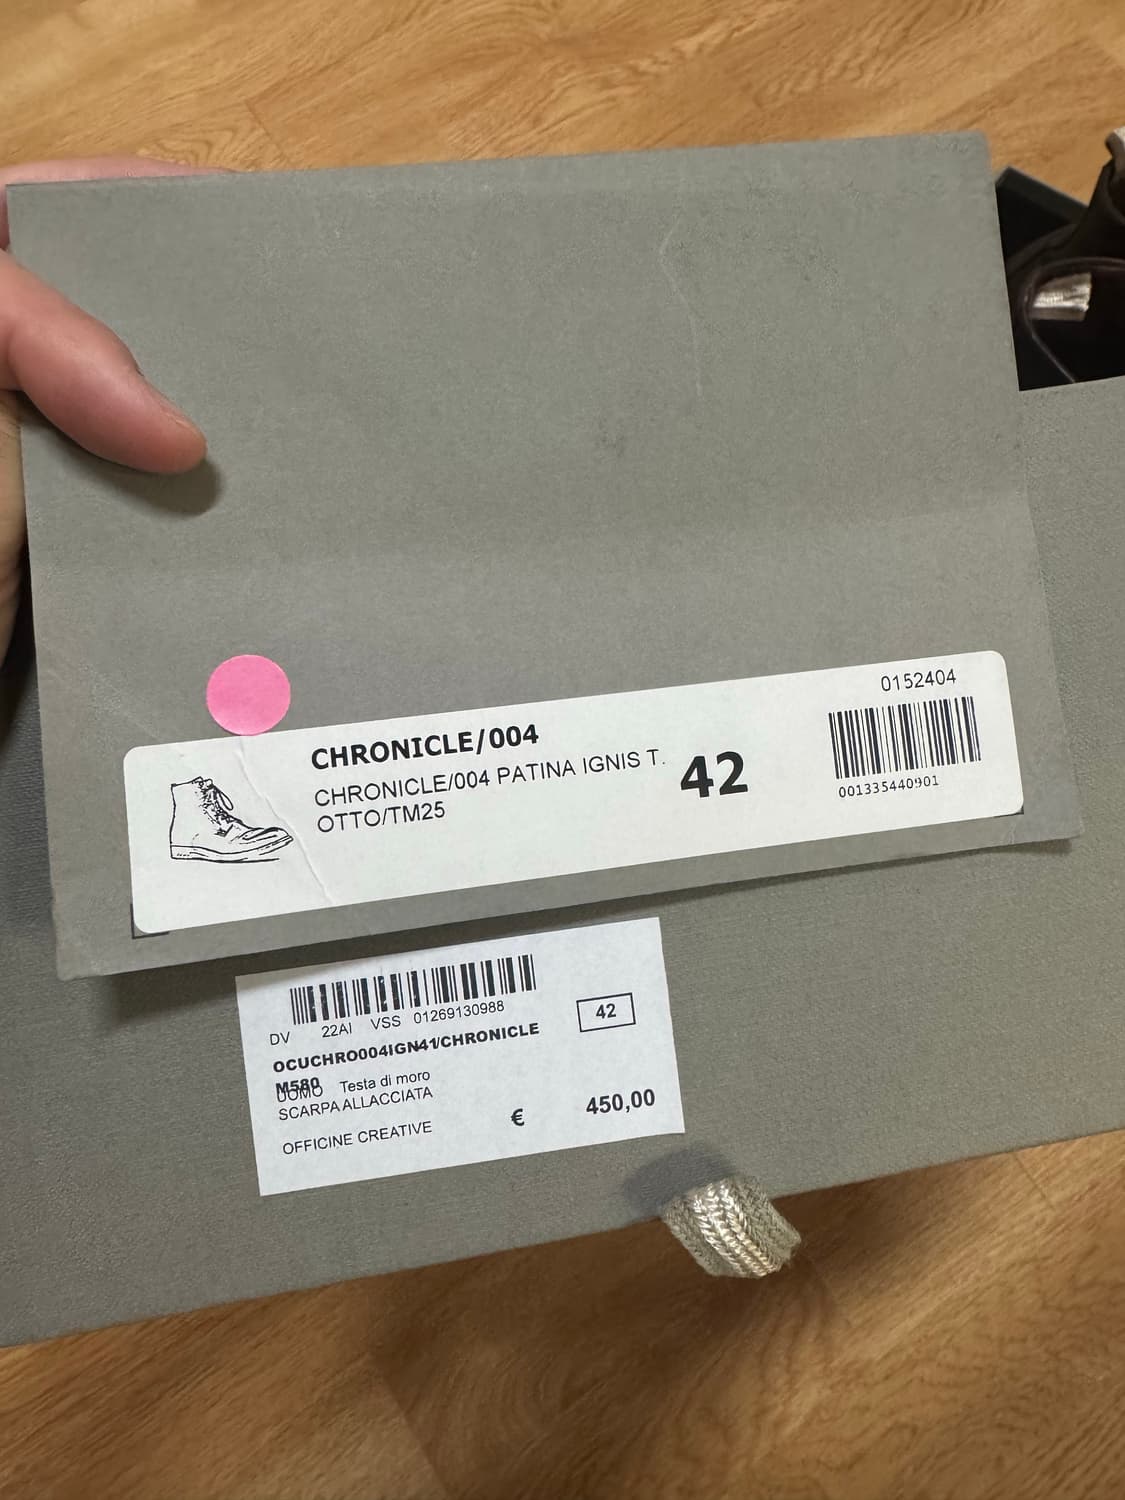 0152404
CHRONICLE/004
CHRONICLE/004 PATINA IGNIS T.
OTTO/TM25
42
001335440901
DV 22AI VSS 01269130988
42
OCUCHRO004IGN41/CHRONICLE
M580
UOMO Testa di moro
SCARPA ALLACCIATA
€ 450,00
OFFICINE CREATIVE